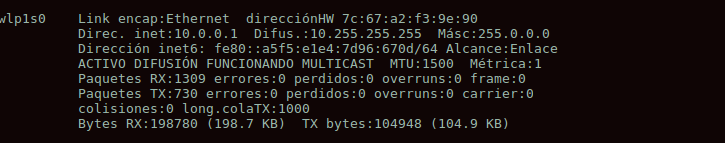 wlp1s0 Link encap:Ethernet direcciónHW 7c:67:a2:f3:9e:90
Direc. inet:10.0.0.1 Difus.:10.255.255.255 Másc:255.0.0.0
Dirección inet6: fe80::a5f5:e1e4:7d96:670d/64 Alcance:Enlace
ACTIVO DIFUSIÓN FUNCIONANDO MULTICAST MTU:1500 Métrica:1
Paquetes RX:1309 errores:0 perdidos:0 overruns:0 frame:0
Paquetes TX:730 errores:0 perdidos:0 overruns:0 carrier:0
colisiones:0 long.colaTX:1000
Bytes RX:198780 (198.7 KB) TX bytes:104948 (104.9 KB)